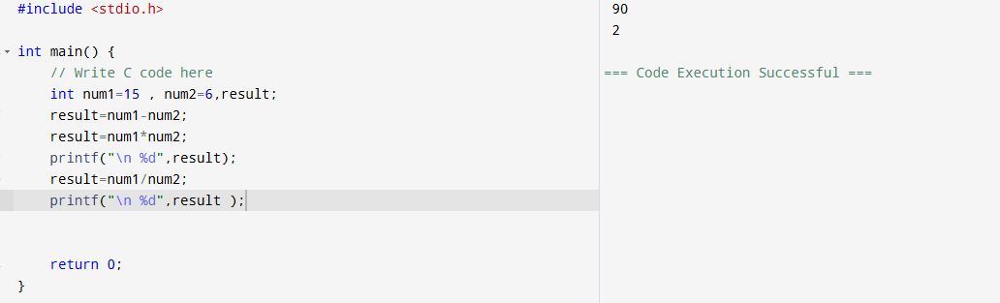 #include <stdio.h>
int main() {
// Write C code here
int num1=15 , num2=6,result;
result=num1-num2;
result=num1*num2;
printf("\n %d",result);
result=num1/num2;
printf("\n %d",result );
return 0;
}
90
2
=== Code Execution Successful ===